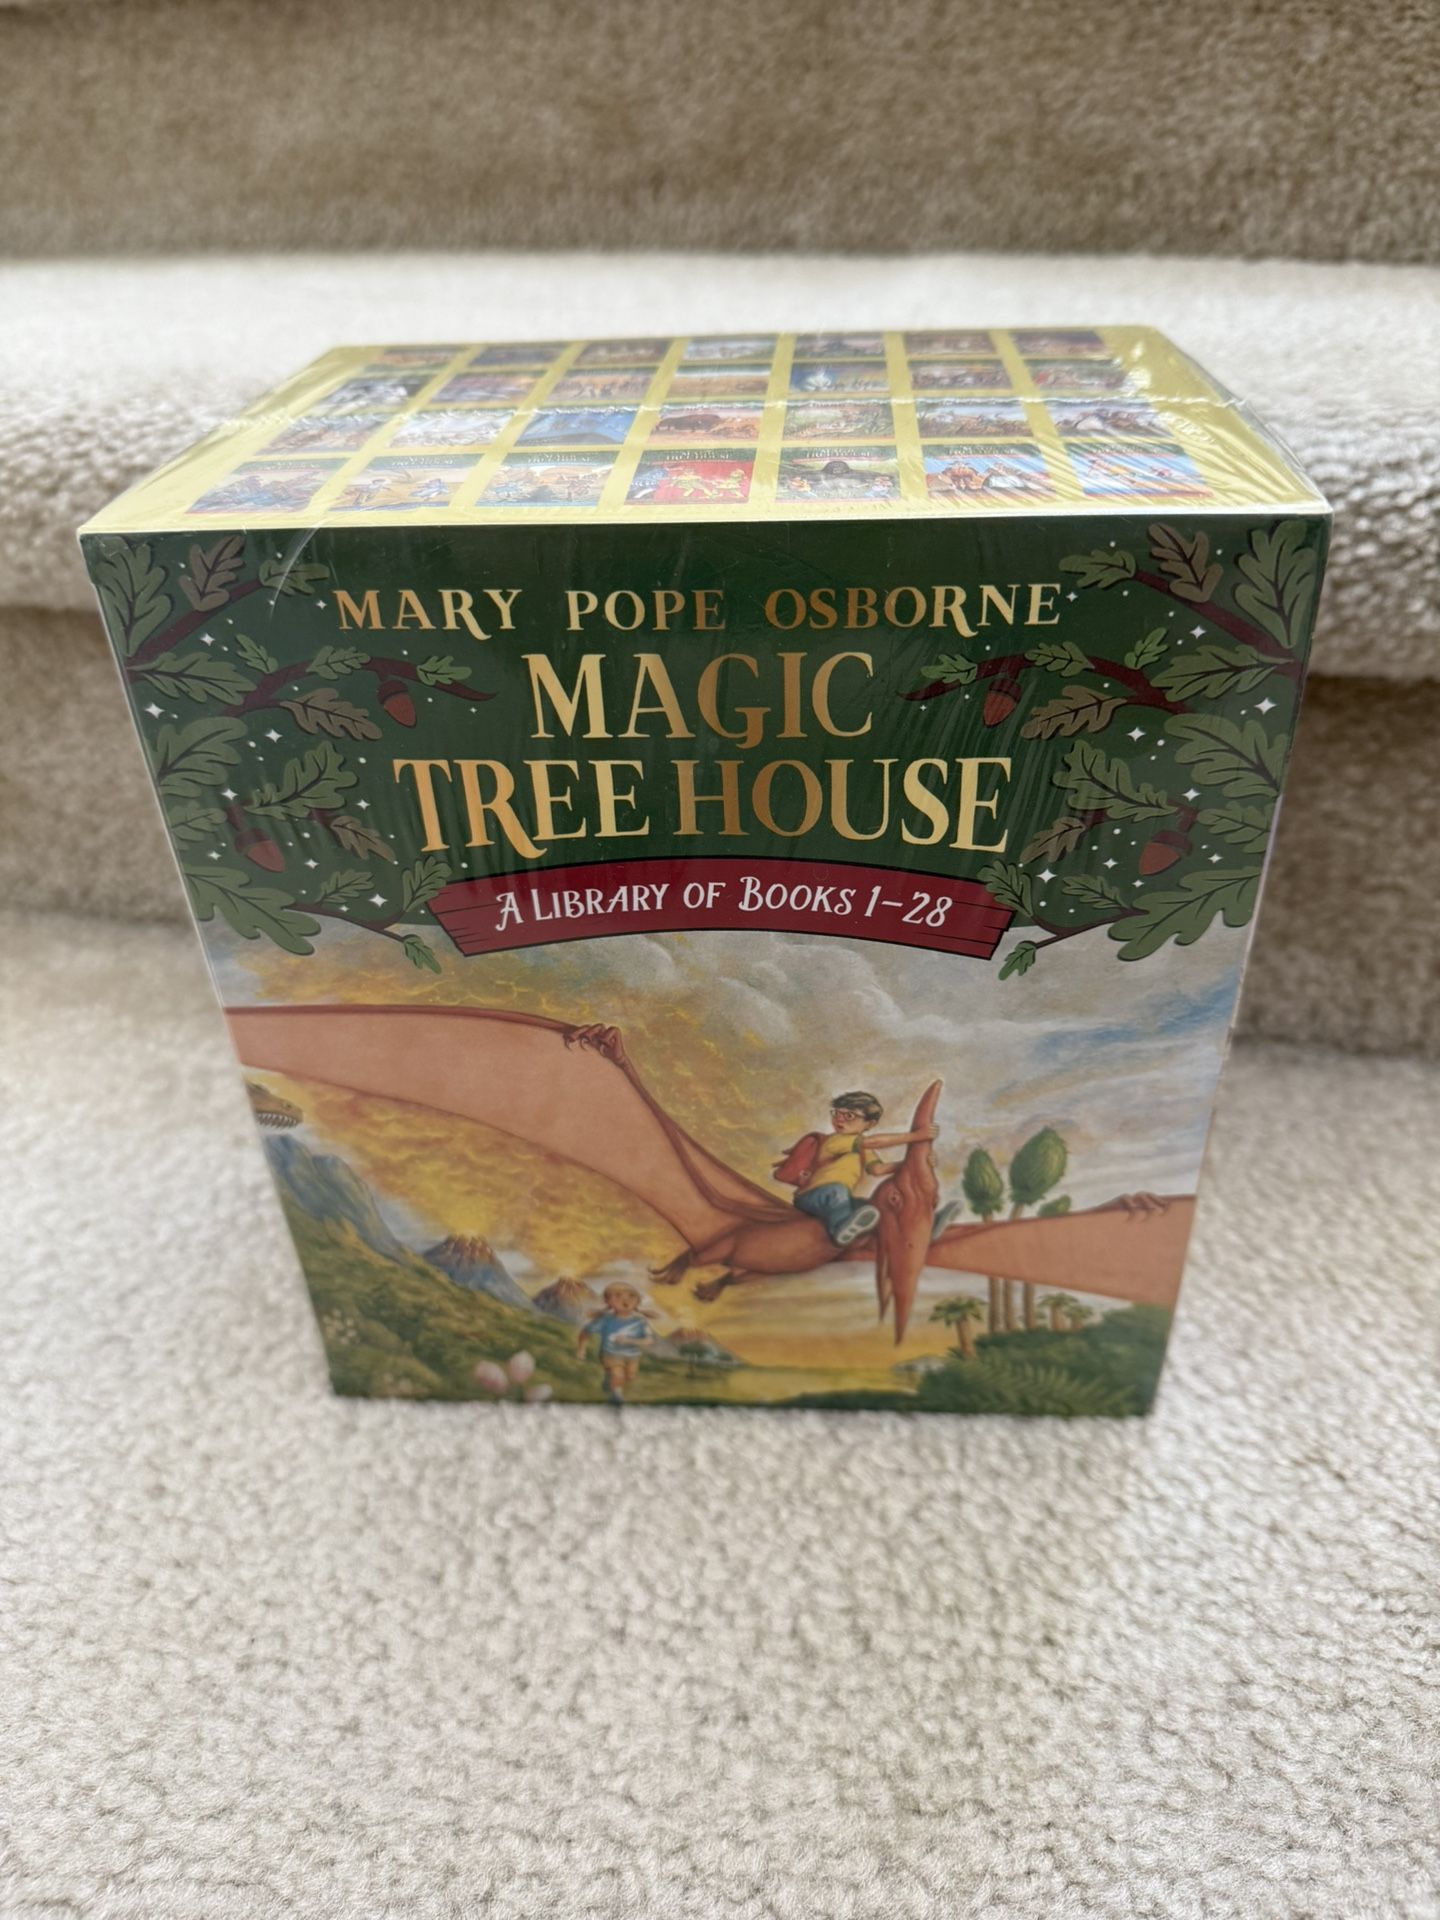 MARY POPE OSBORNE
MAGIC
TREE HOUSE
A LIBRARY OF BOOKS 1–28